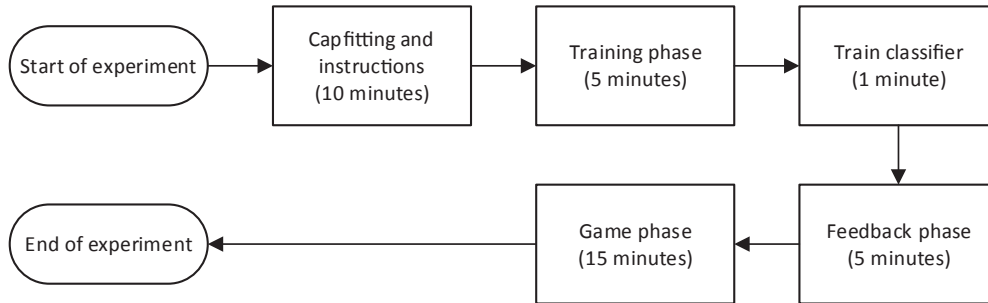 Start of experiment
Capfitting and
instructions
(10 minutes)
Training phase
(5 minutes)
Train classifier
(1 minute)
Feedback phase
(5 minutes)
Game phase
(15 minutes)
End of experiment